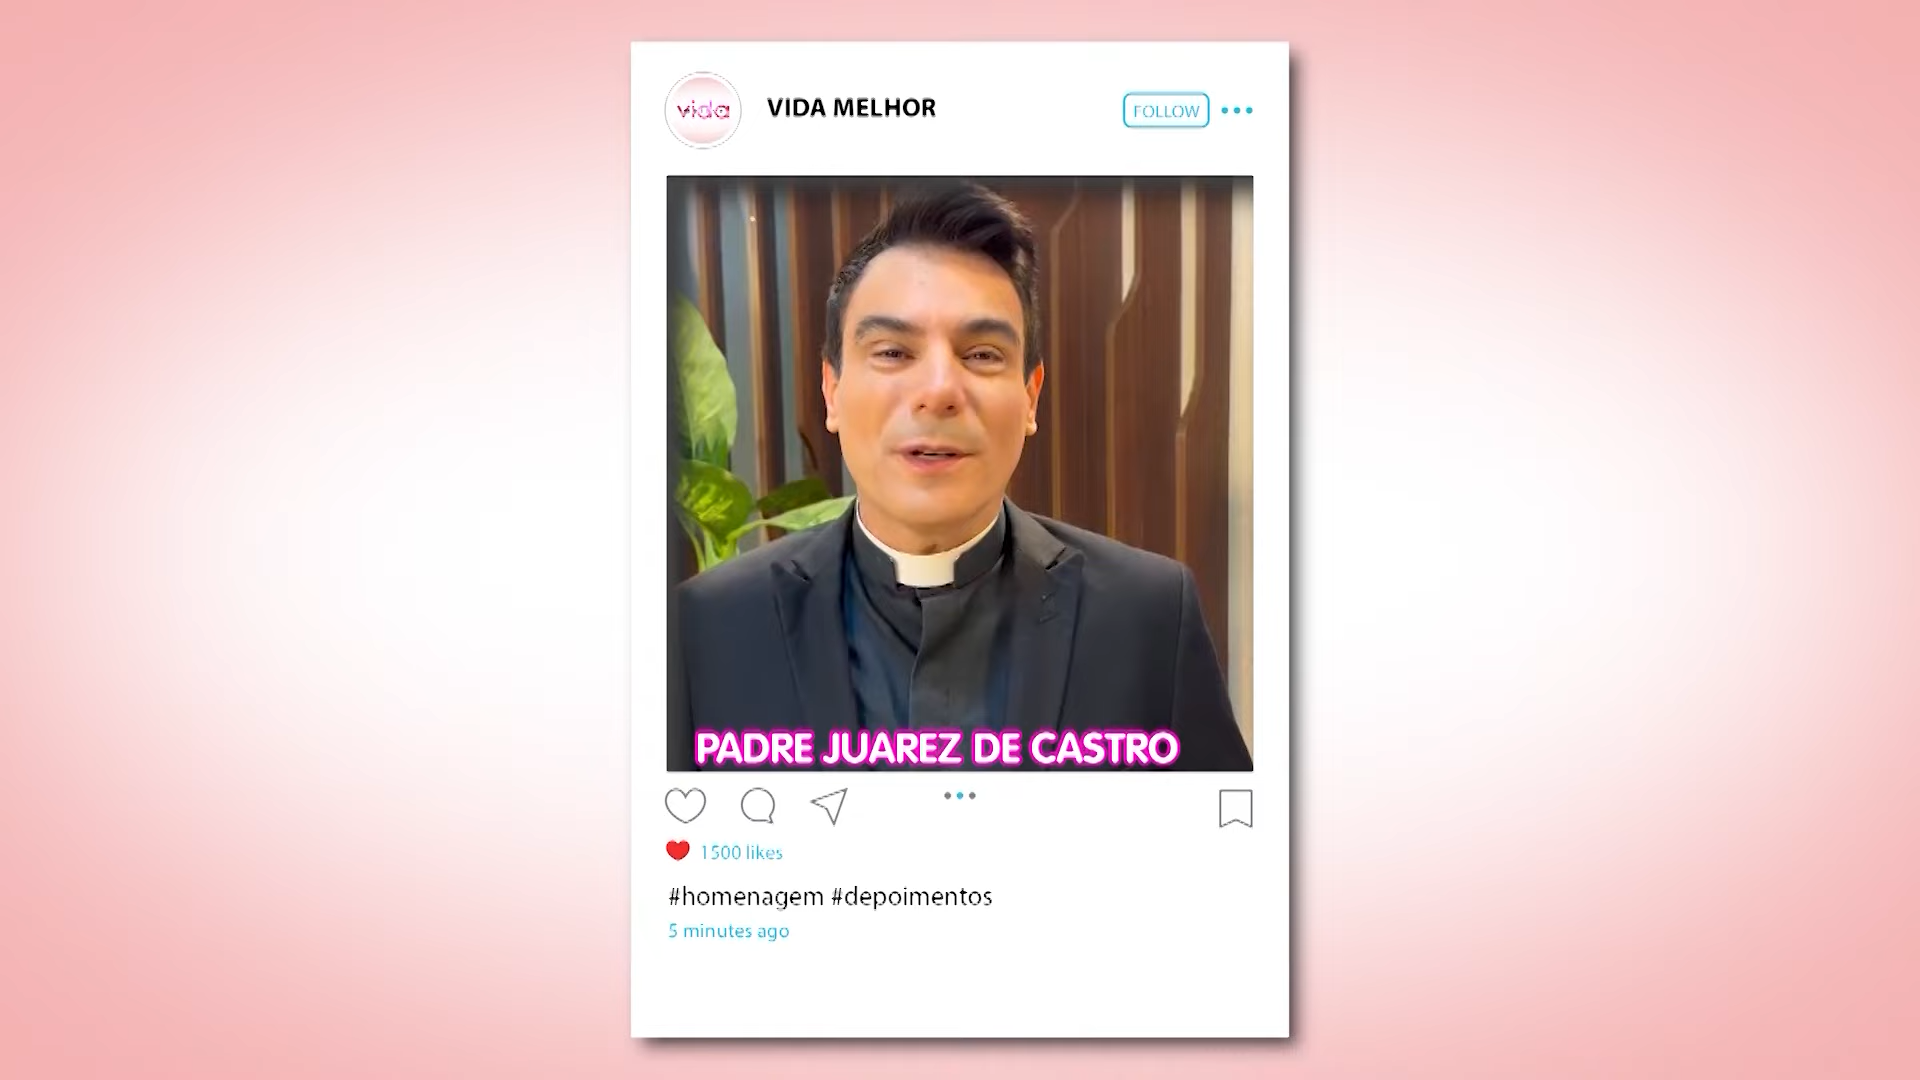 vida
VIDA MELHOR
FOLLOW
PADRE JUAREZ DE CASTRO
1500 likes
#homenagem #depoimentos
5 minutes ago